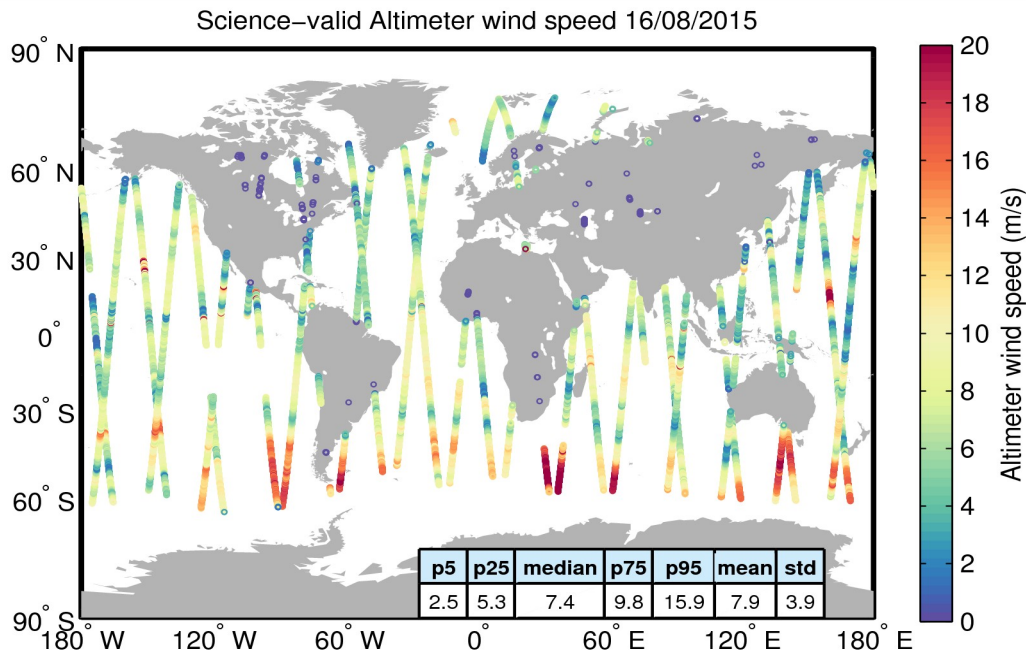 Science−valid Altimeter wind speed 16/08/2015
90° N
60° N
30° N
0°
30° S
60° S
90° S
180° W
120° W
60° W
0°
60° E
120° E
180° E
p5 p25 median p75 p95 mean std
2.5 5.3 7.4 9.8 15.9 7.9 3.9
20
18
16
14
12
10
8
6
4
2
0
Altimeter wind speed (m/s)